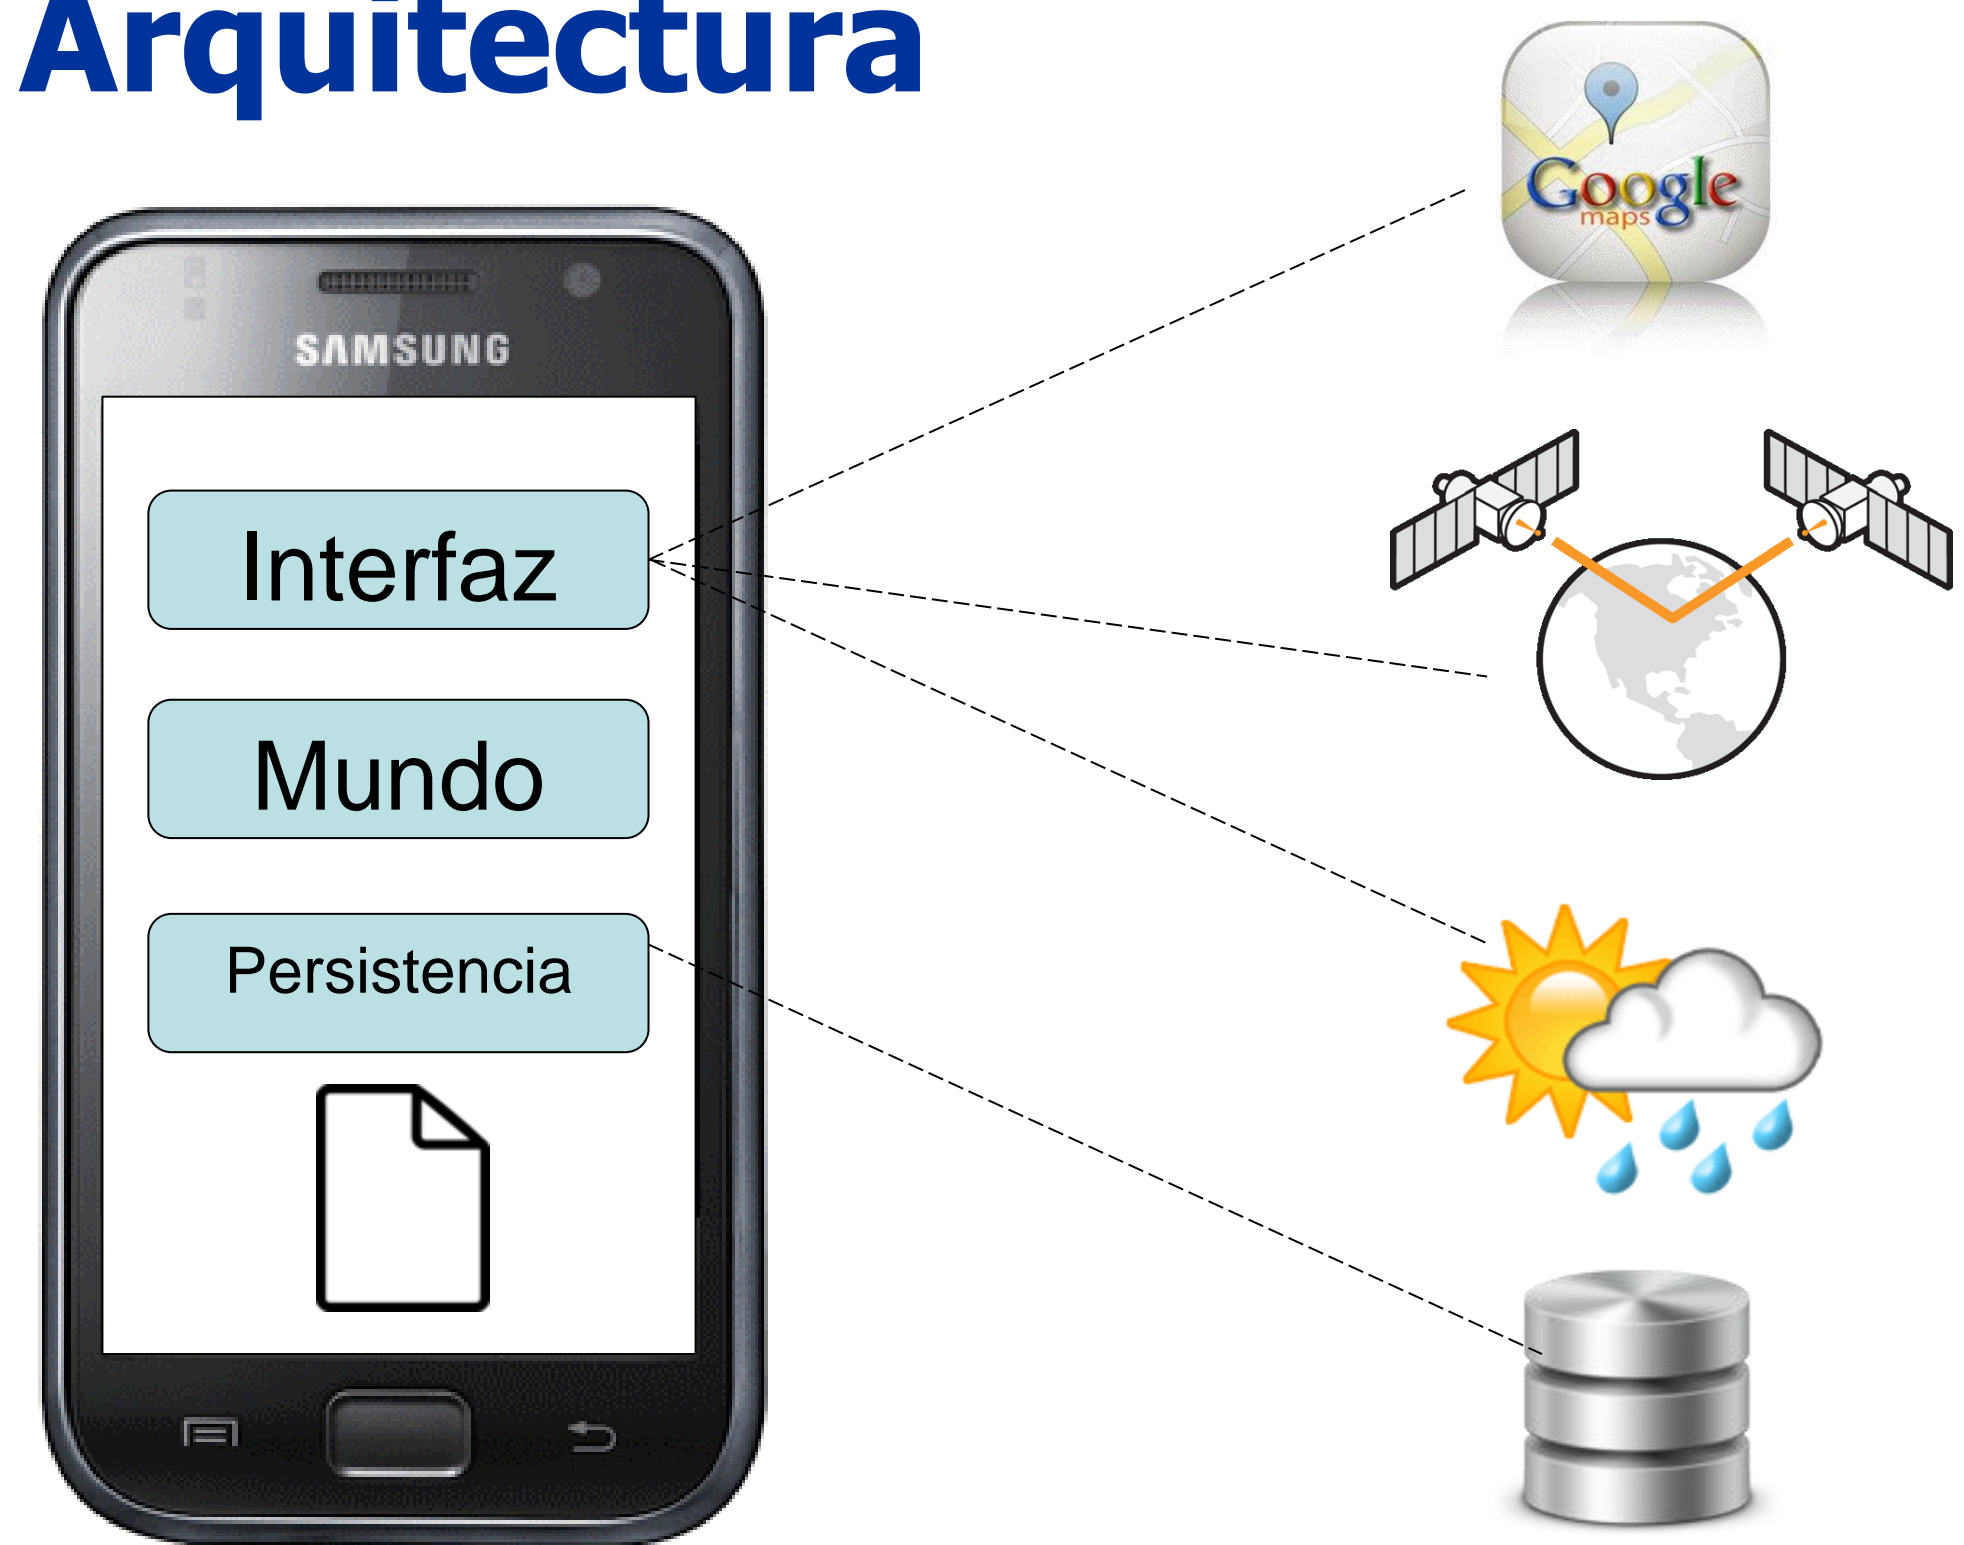 Arquitectura
Google
maps
SAMSUNG
Interfaz
Mundo
Persistencia